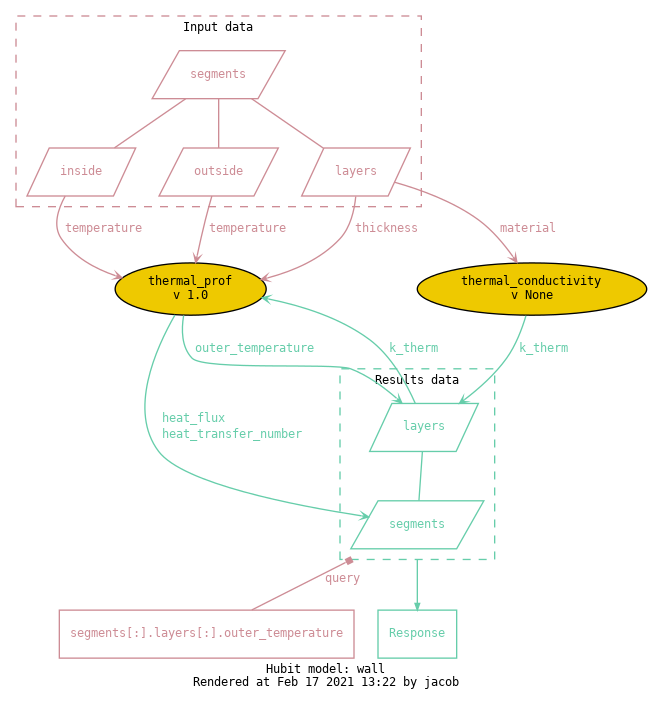 Input data
segments
inside
outside
layers
temperature
temperature
thickness
material
thermal_prof
v 1.0
thermal_conductivity
v None
outer_temperature
k_therm
k_therm
Results data
heat_flux
heat_transfer_number
layers
segments
query
segments[:].layers[:].outer_temperature
Response
Hubit model: wall
Rendered at Feb 17 2021 13:22 by jacob